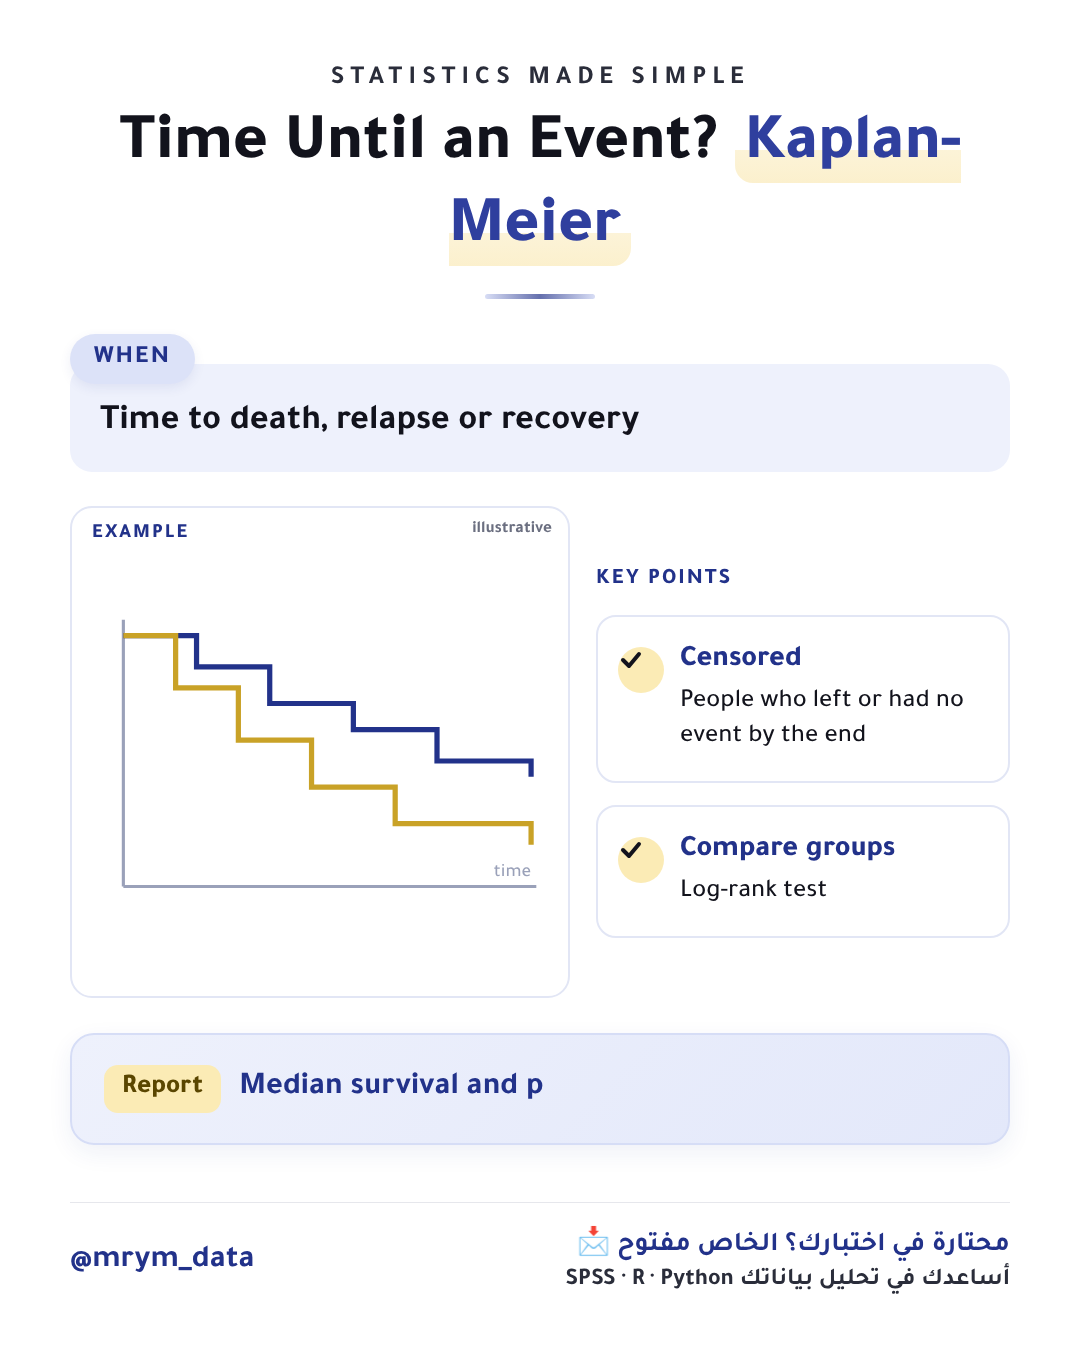 STATISTICS MADE SIMPLE
Time Until an Event? Kaplan-
Meier
WHEN
Time to death, relapse or recovery
EXAMPLE
illustrative
time
KEY POINTS
Censored
People who left or had no
event by the end
Compare groups
Log-rank test
Report Median survival and p
@mrym_data
محتارة في اختبارك؟ الخاص مفتوح 📩
أساعدك في تحليل بياناتك SPSS · R · Python